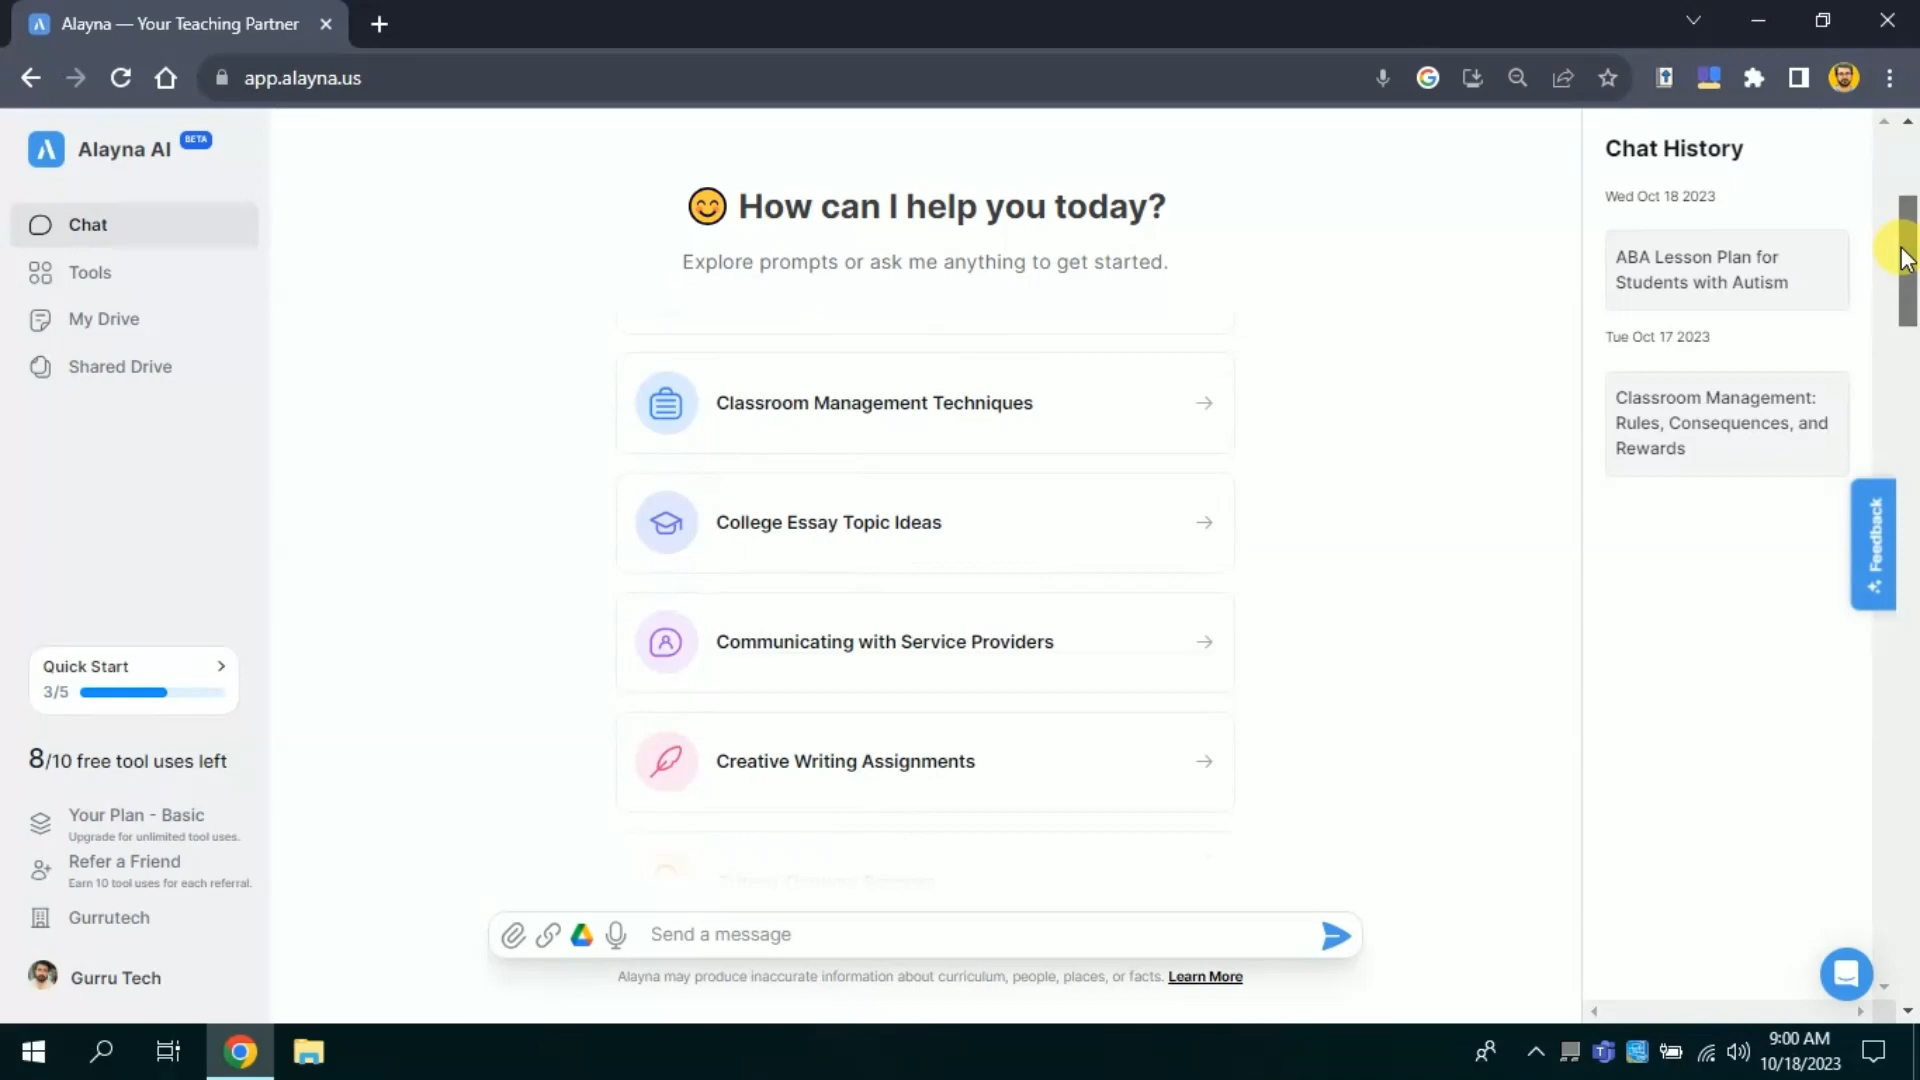 Alayna — Your Teaching Partner
app.alayna.us
Alayna AI BETA
Chat
Tools
My Drive
Shared Drive
Quick Start
3/5
8/10 free tool uses left
Your Plan - Basic
Upgrade for unlimited tool uses.
Refer a Friend
Earn 10 tool uses for each referral.
Gurrutech
Gurru Tech
How can I help you today?
Explore prompts or ask me anything to get started.
Classroom Management Techniques
College Essay Topic Ideas
Communicating with Service Providers
Creative Writing Assignments
Send a message
Alayna may produce inaccurate information about curriculum, people, places, or facts. Learn More
Chat History
Wed Oct 18 2023
ABA Lesson Plan for
Students with Autism
Tue Oct 17 2023
Classroom Management:
Rules, Consequences, and
Rewards
Feedback
9:00 AM
10/18/2023